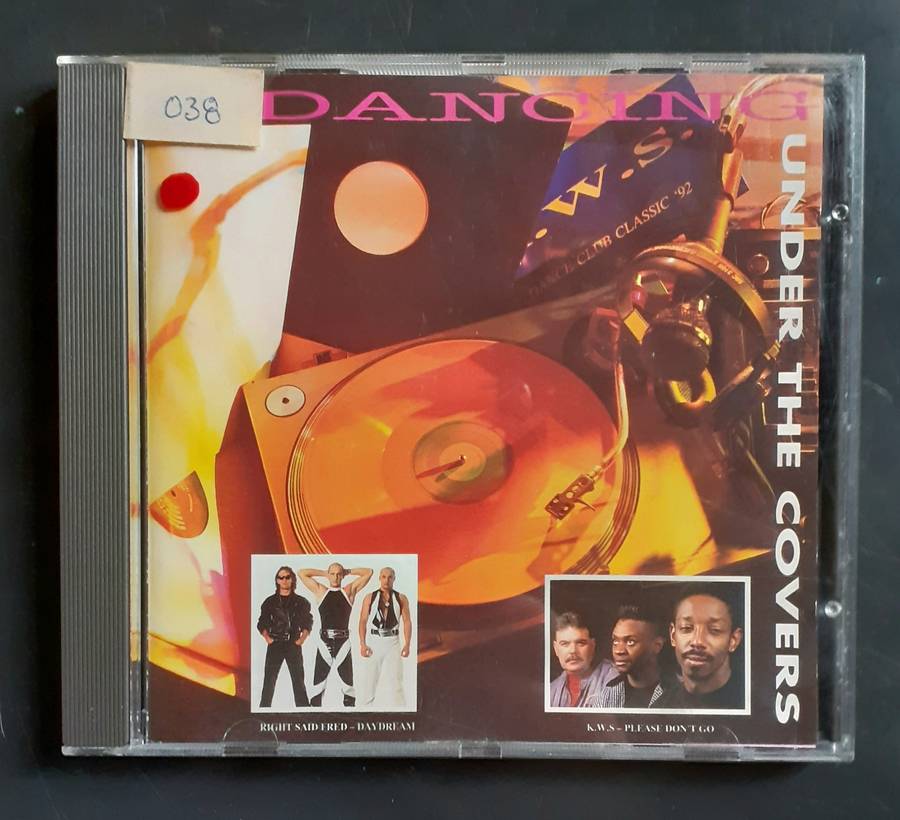 038
DANCING
UNDER THE COVERS
.W.S.
DANCE CLUB CLASSIC '92
RIGHT SAID FRED – DAYDREAM
K.W.S – PLEASE DON'T GO